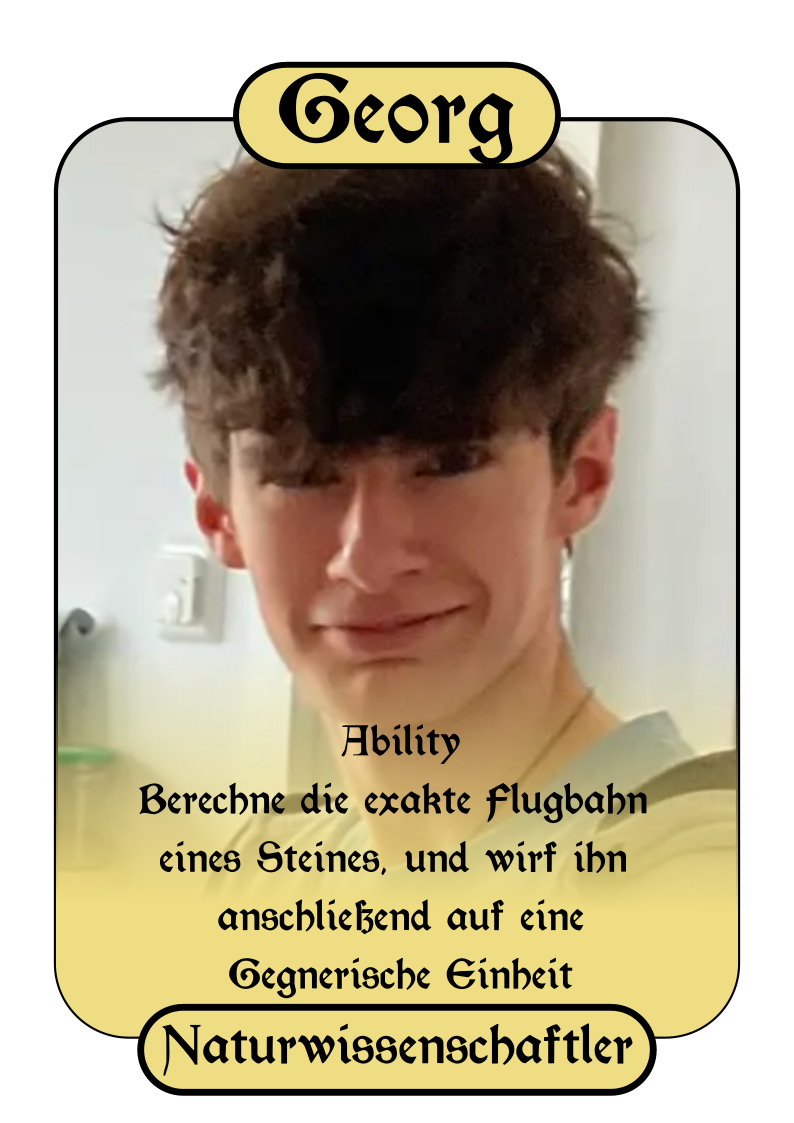 Georg
Ability
Berechne die exakte Flugbahn
eines Steines, und wirf ihn
anschließend auf eine
Gegnerische Einheit
Naturwissenschaftler